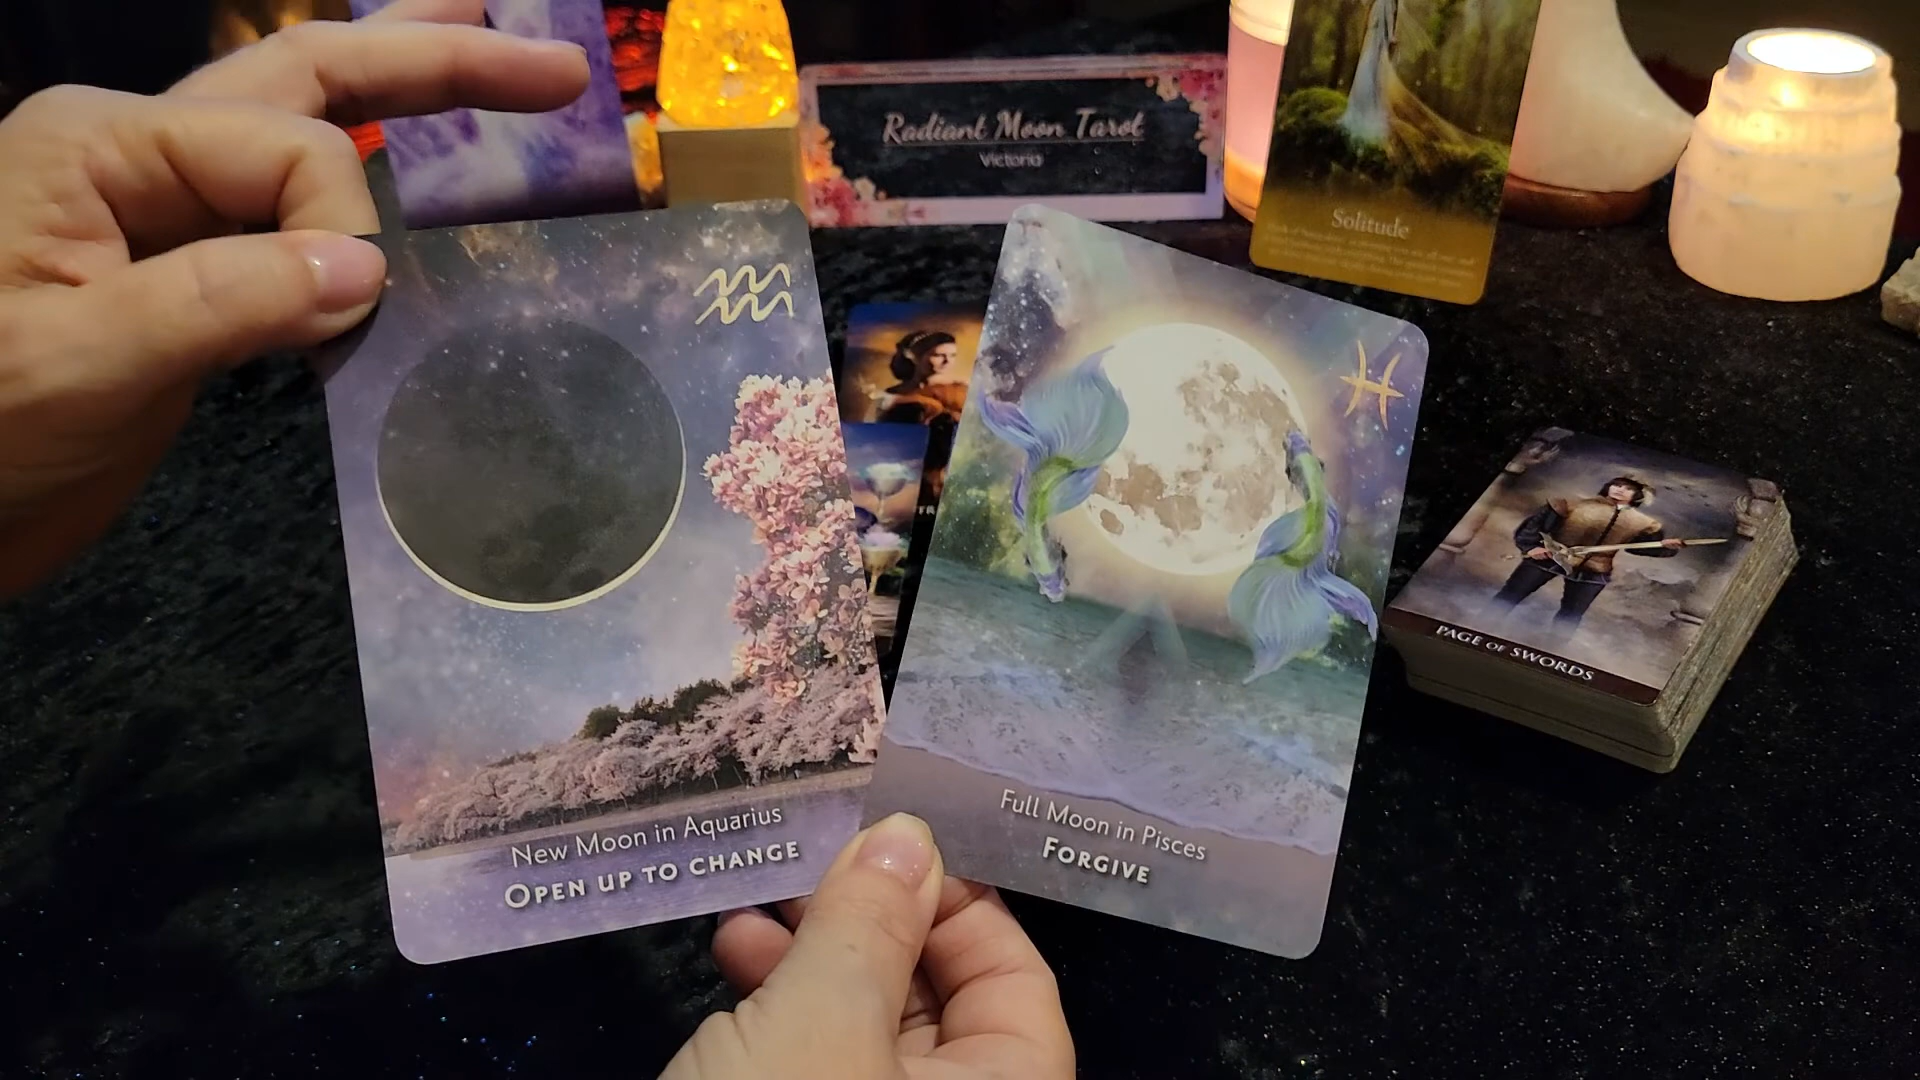 Radiant Moon Tarot
Victoria
Solitude
FR
PAGE OF SWORDS
New Moon in Aquarius
OPEN UP TO CHANGE
Full Moon in Pisces
FORGIVE